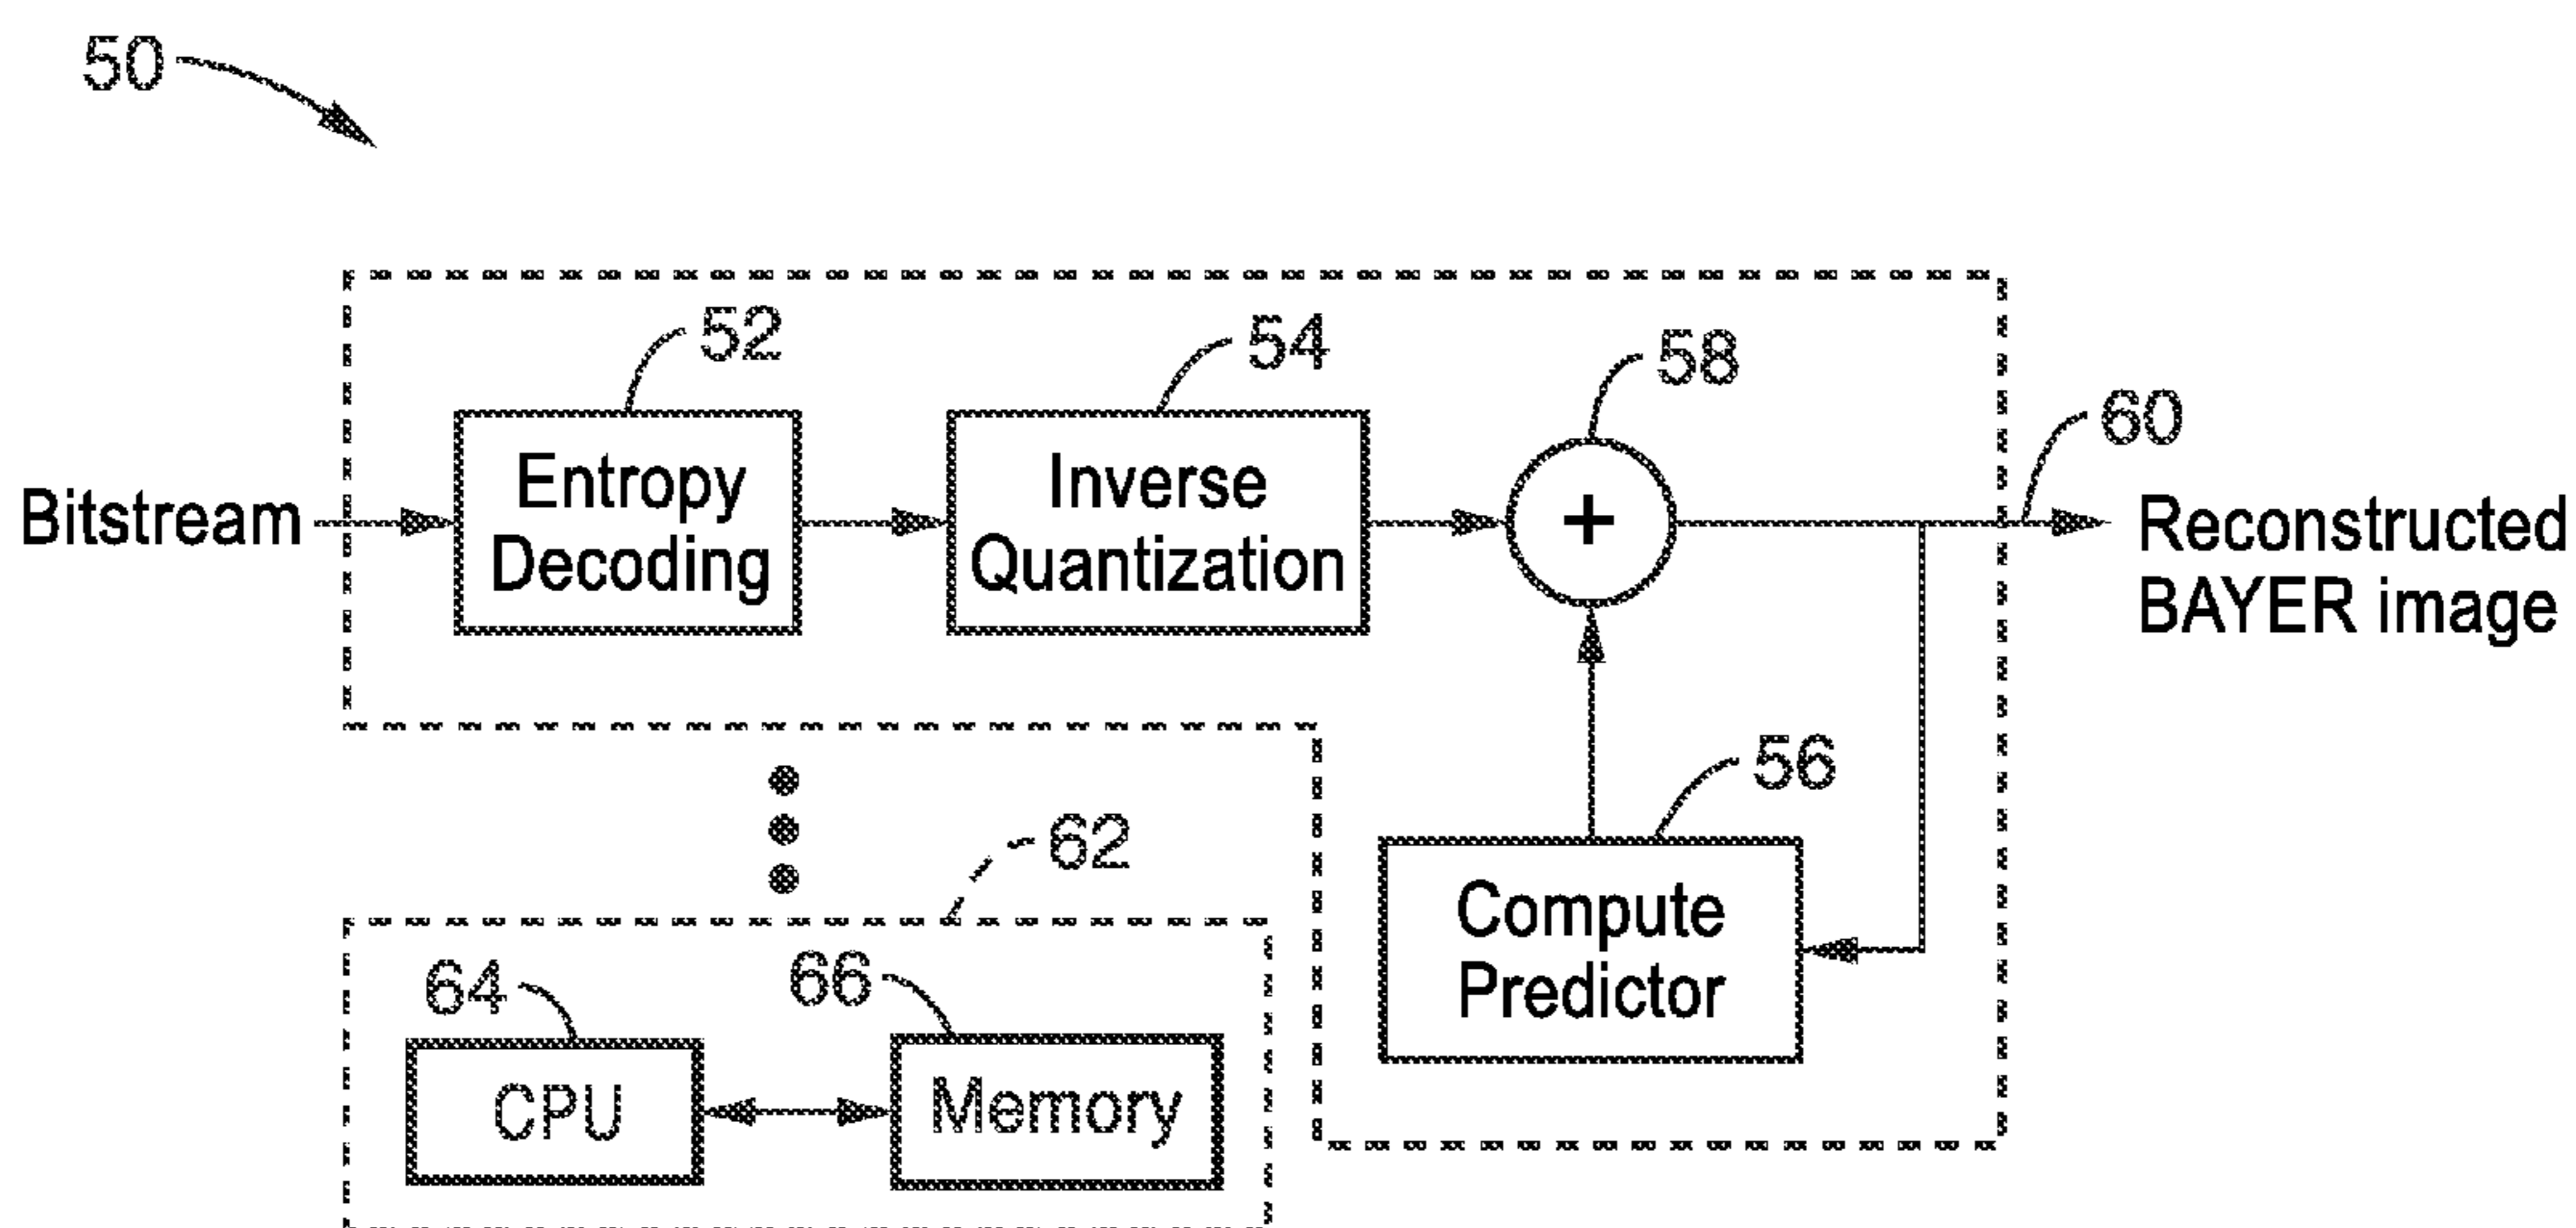 50
52
54
58
60
Bitstream
Entropy
Decoding
Inverse
Quantization
+
Reconstructed
BAYER image
56
62
Compute
Predictor
64
66
CPU
Memory